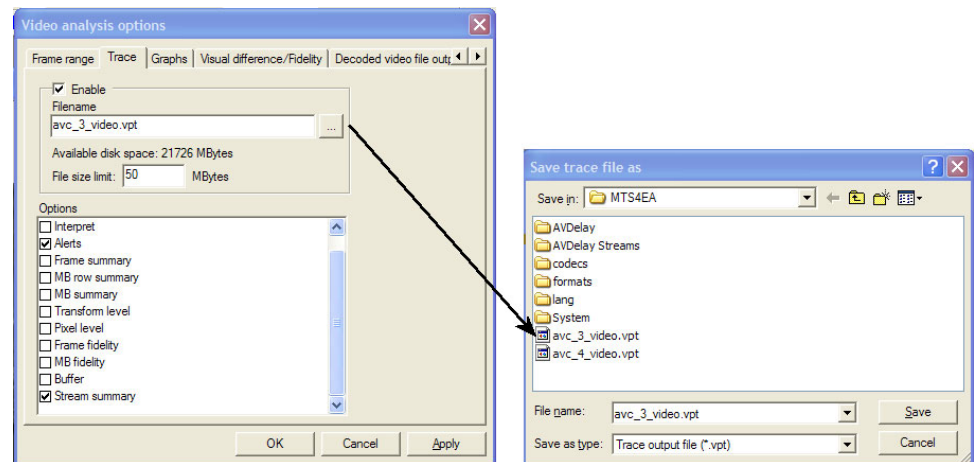 Video analysis options
Frame range Trace Graphs Visual difference/Fidelity Decoded video file outp
Enable
Filename
avc_3_video.vpt
...
Available disk space: 21726 MBytes
File size limit: 50 MBytes
Options
Interpret
Alerts
Frame summary
MB row summary
MB summary
Transform level
Pixel level
Frame fidelity
MB fidelity
Buffer
Stream summary
OK Cancel Apply
Save trace file as
Save in: MTS4EA
AVDelay
AVDelay Streams
codecs
formats
lang
System
avc_3_video.vpt
avc_4_video.vpt
File name: avc_3_video.vpt Save
Save as type: Trace output file (*.vpt) Cancel